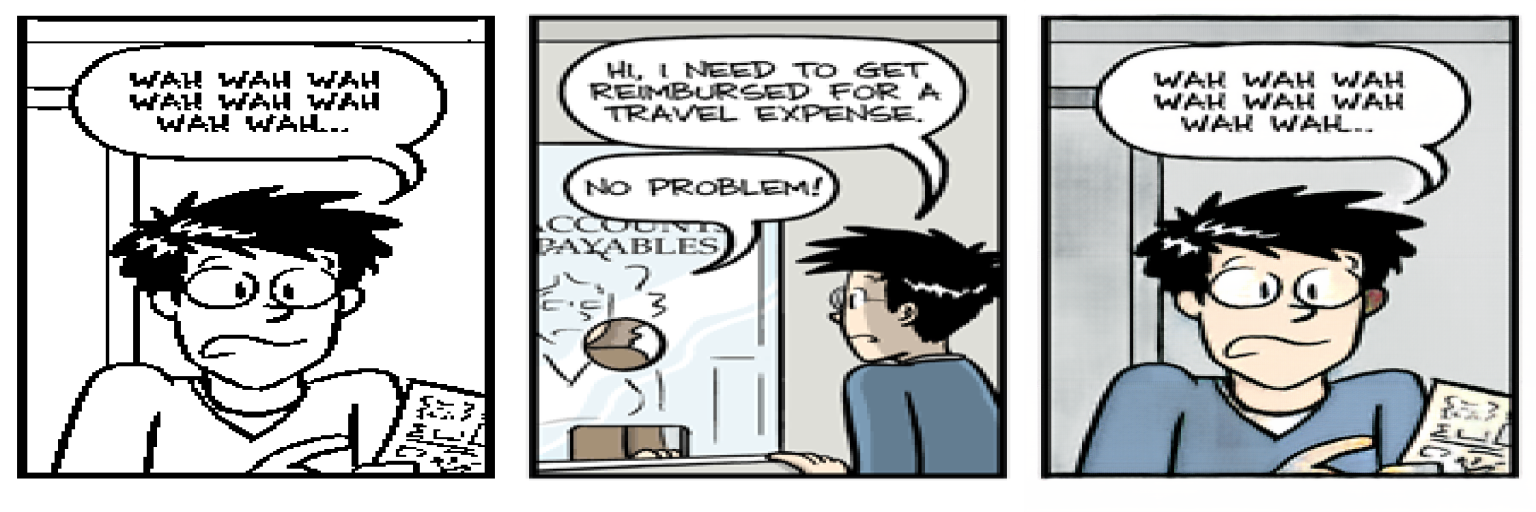 WAH WAH WAH
WAH WAH WAH
WAH WAH...
HI, I NEED TO GET
REIMBURSED FOR A
TRAVEL EXPENSE.
NO PROBLEM!
ACCOUNTS
PAYABLES
WAH WAH WAH
WAH WAH WAH
WAH WAH...